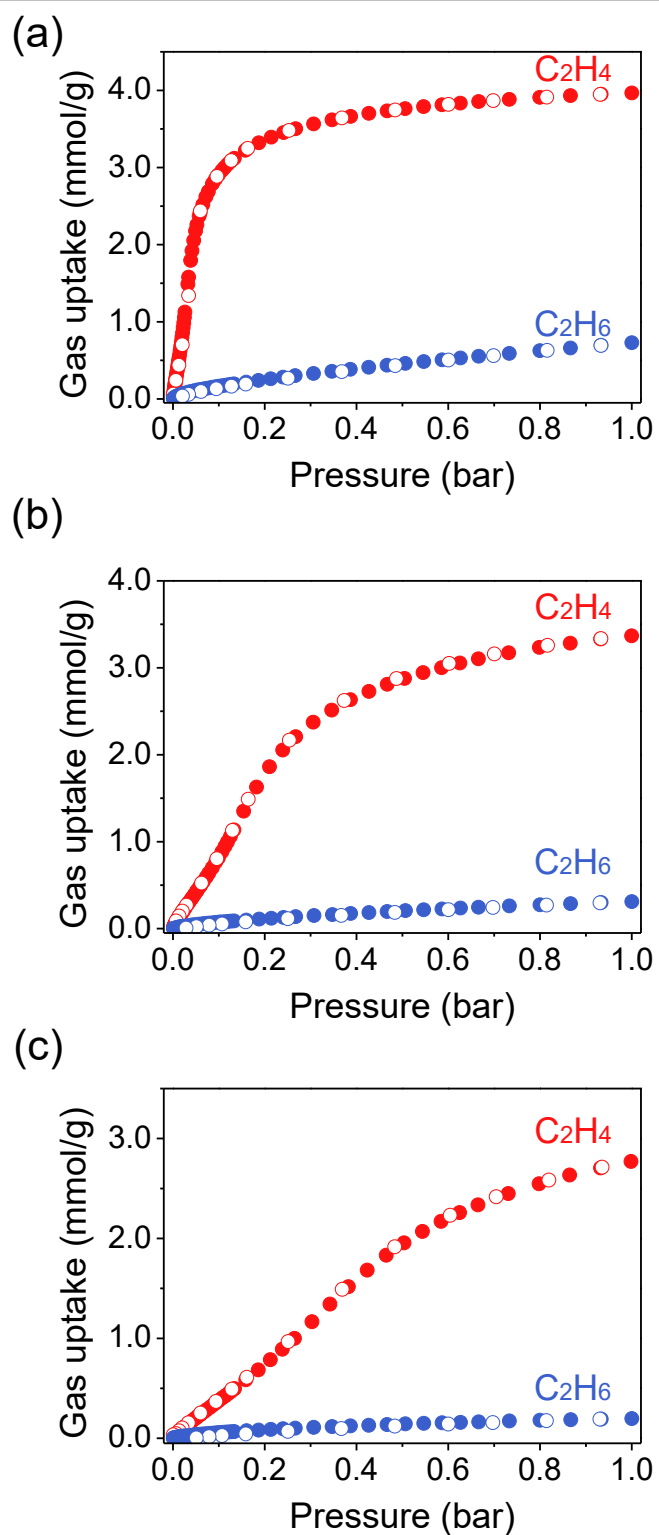 (a)
C₂H₄
C₂H₆
4.0
3.0
2.0
1.0
0.0
0.0 0.2 0.4 0.6 0.8 1.0
Gas uptake (mmol/g)
Pressure (bar)
(b)
C₂H₄
C₂H₆
4.0
3.0
2.0
1.0
0.0
0.0 0.2 0.4 0.6 0.8 1.0
Gas uptake (mmol/g)
Pressure (bar)
(c)
C₂H₄
C₂H₆
3.0
2.0
1.0
0.0
0.0 0.2 0.4 0.6 0.8 1.0
Gas uptake (mmol/g)
Pressure (bar)